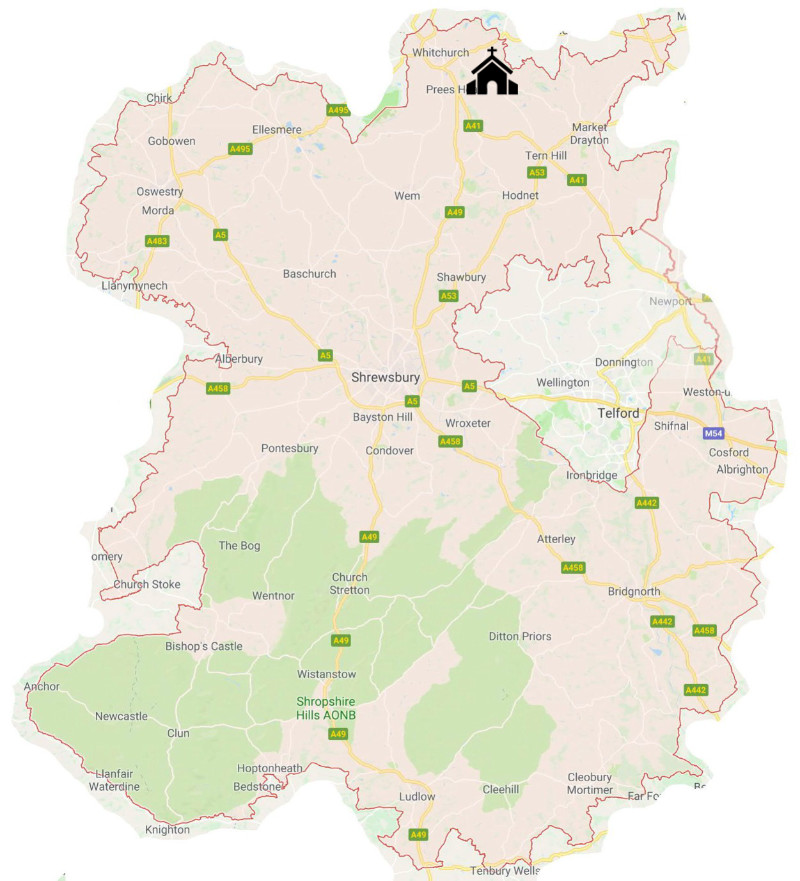 M
Whitchurch
Prees H
Chirk
A495
Ellesmere
A41
Market
Drayton
Gobowen
A495
Tern Hill
A53
A41
Oswestry
Wem
Hodnet
Morda
A49
A5
A483
Baschurch
Shawbury
Llanymynech
A53
Newport
Alberbury
A5
Donnington
A41
Shrewsbury
Wellington
A458
A5
Weston-u
A5
Telford
Bayston Hill
Wroxeter
Shifnal
M54
A458
Pontesbury
Condover
Cosford
Albrighton
Ironbridge
A442
A49
Atterley
The Bog
omery
A458
Church
Stretton
Church Stoke
Wentnor
Bridgnorth
A442
A458
Ditton Priors
A49
Bishop's Castle
Wistanstow
Anchor
A442
Shropshire
Hills AONB
Newcastle
Clun
A49
Hoptonheath
Llanfair
Waterdine
Bedstone
Cleobury
Mortimer
Cleehill
Ludlow
Far Fo
Knighton
A49
Tenbury Wells